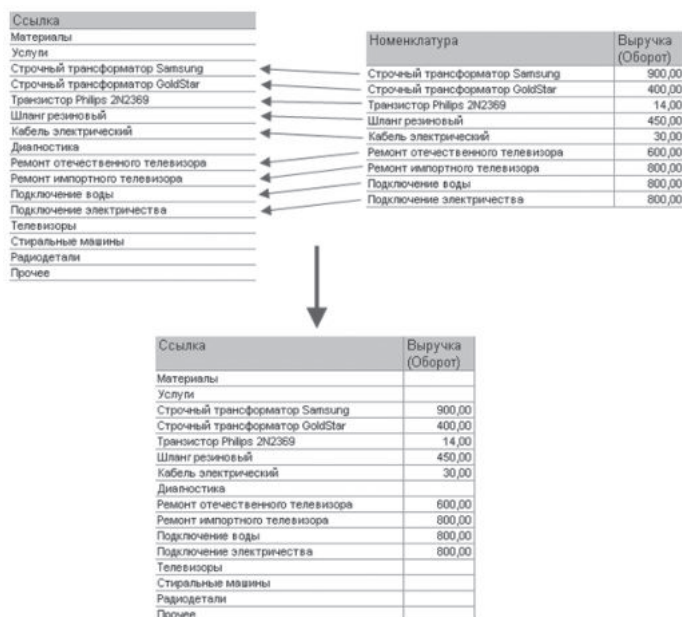 Ссылка
Материалы
Услуги
Строчный трансформатор Samsung
Строчный трансформатор GoldStar
Транзистор Philips 2N2369
Шланг резиновый
Кабель электрический
Диагностика
Ремонт отечественного телевизора
Ремонт импортного телевизора
Подключение воды
Подключение электричества
Телевизоры
Стиральные машины
Радиодетали
Прочее
Номенклатура Выручка
(Оборот)
Строчный трансформатор Samsung 900,00
Строчный трансформатор GoldStar 400,00
Транзистор Philips 2N2369 14,00
Шланг резиновый 450,00
Кабель электрический 30,00
Ремонт отечественного телевизора 600,00
Ремонт импортного телевизора 800,00
Подключение воды 800,00
Подключение электричества 800,00
Ссылка Выручка
(Оборот)
Материалы
Услуги
Строчный трансформатор Samsung 900,00
Строчный трансформатор GoldStar 400,00
Транзистор Philips 2N2369 14,00
Шланг резиновый 450,00
Кабель электрический 30,00
Диагностика
Ремонт отечественного телевизора 600,00
Ремонт импортного телевизора 800,00
Подключение воды 800,00
Подключение электричества 800,00
Телевизоры
Стиральные машины
Радиодетали
Прочее